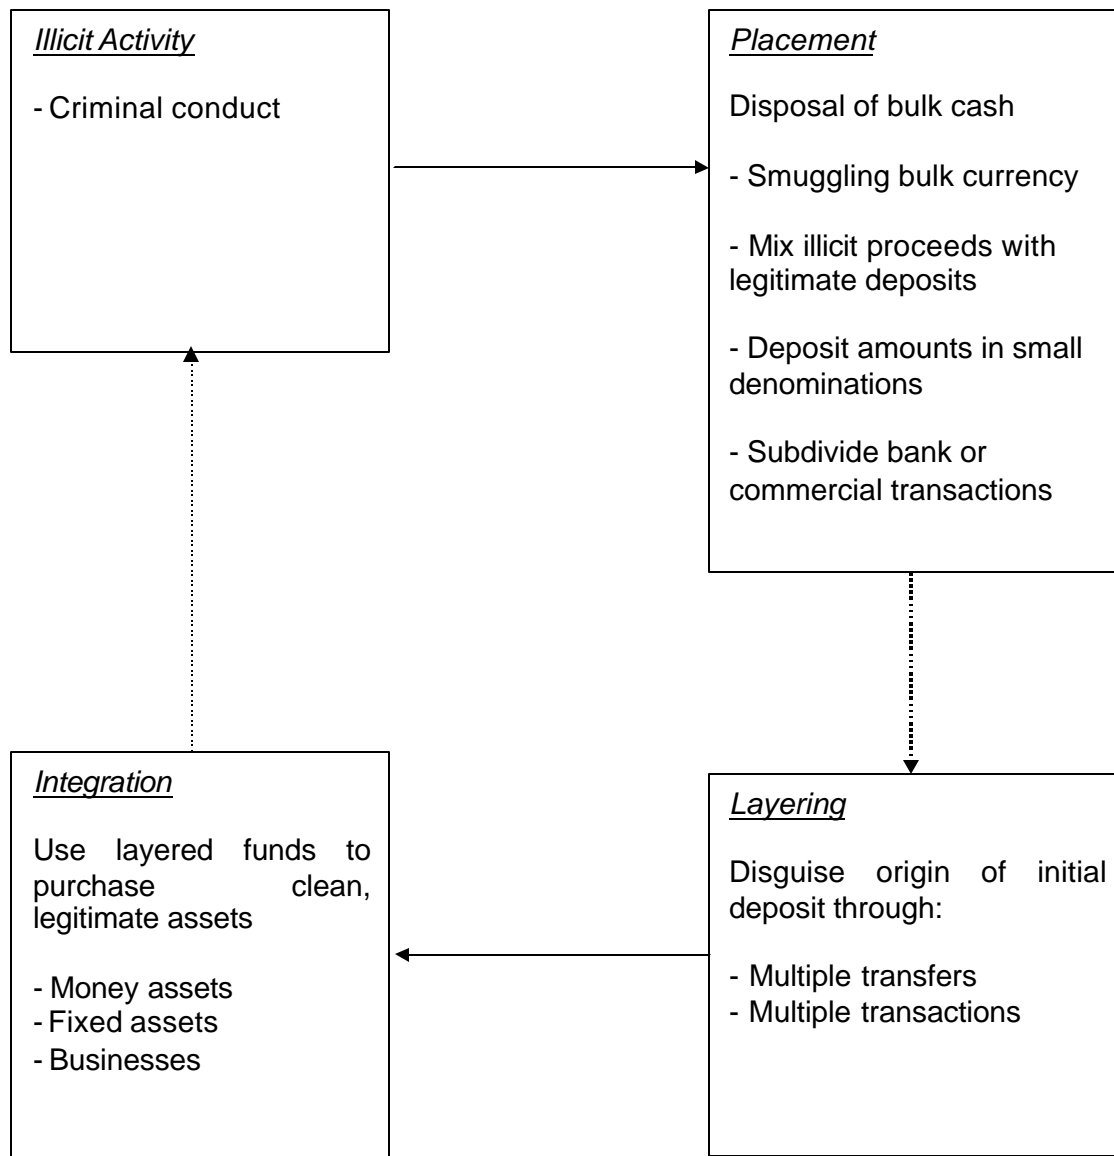 Illicit Activity
- Criminal conduct
Placement
Disposal of bulk cash
- Smuggling bulk currency
- Mix illicit proceeds with
legitimate deposits
- Deposit amounts in small
denominations
- Subdivide bank or
commercial transactions
Integration
Use layered funds to
purchase clean,
legitimate assets
- Money assets
- Fixed assets
- Businesses
Layering
Disguise origin of initial
deposit through:
- Multiple transfers
- Multiple transactions